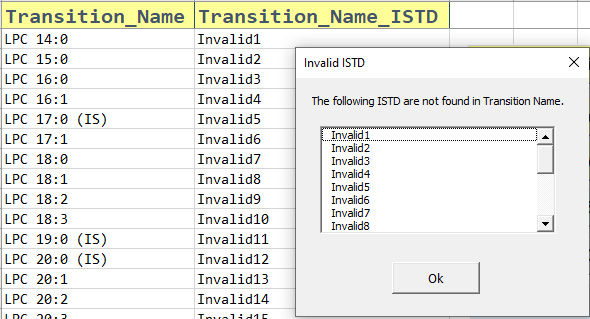 Transition_Name Transition_Name_ISTD
LPC 14:0 Invalid1
LPC 15:0 Invalid2
LPC 16:0 Invalid3
LPC 16:1 Invalid4
LPC 17:0 (IS) Invalid5
LPC 17:1 Invalid6
LPC 18:0 Invalid7
LPC 18:1 Invalid8
LPC 18:2 Invalid9
LPC 18:3 Invalid10
LPC 19:0 (IS) Invalid11
LPC 20:0 (IS) Invalid12
LPC 20:1 Invalid13
LPC 20:2 Invalid14
LPC 20:3 Invalid15
Invalid ISTD
The following ISTD are not found in Transition Name.
Invalid1
Invalid2
Invalid3
Invalid4
Invalid5
Invalid6
Invalid7
Invalid8
Ok